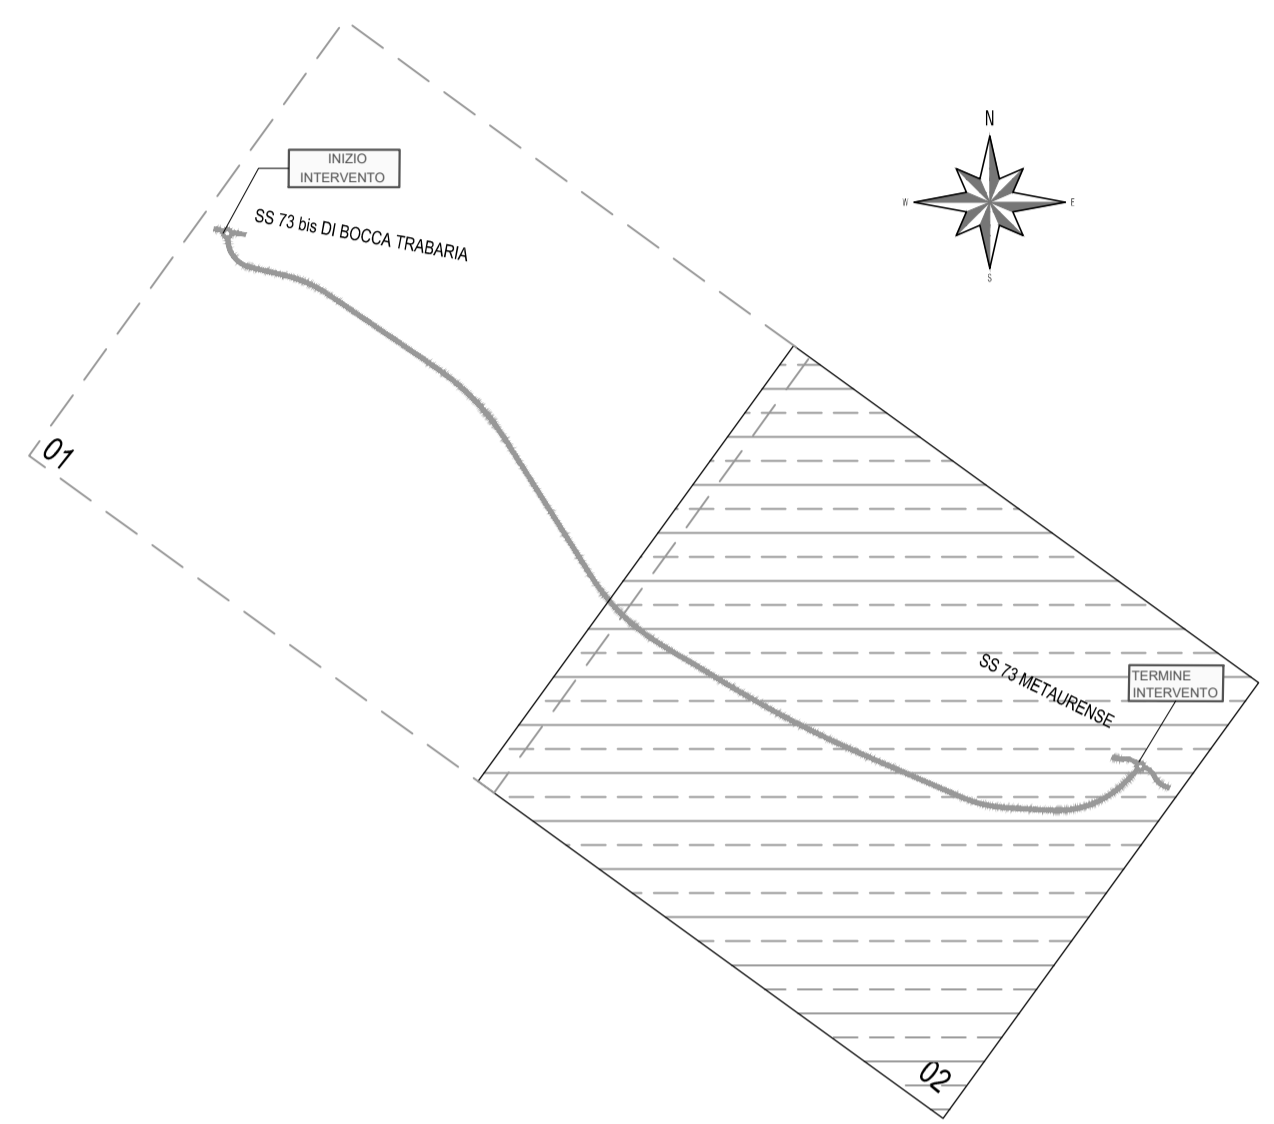 N
W
E
S
INIZIO
INTERVENTO
SS 73 bis DI BOCCA TRABARIA
01
SS 73 METAURENSE
TERMINE
INTERVENTO
02